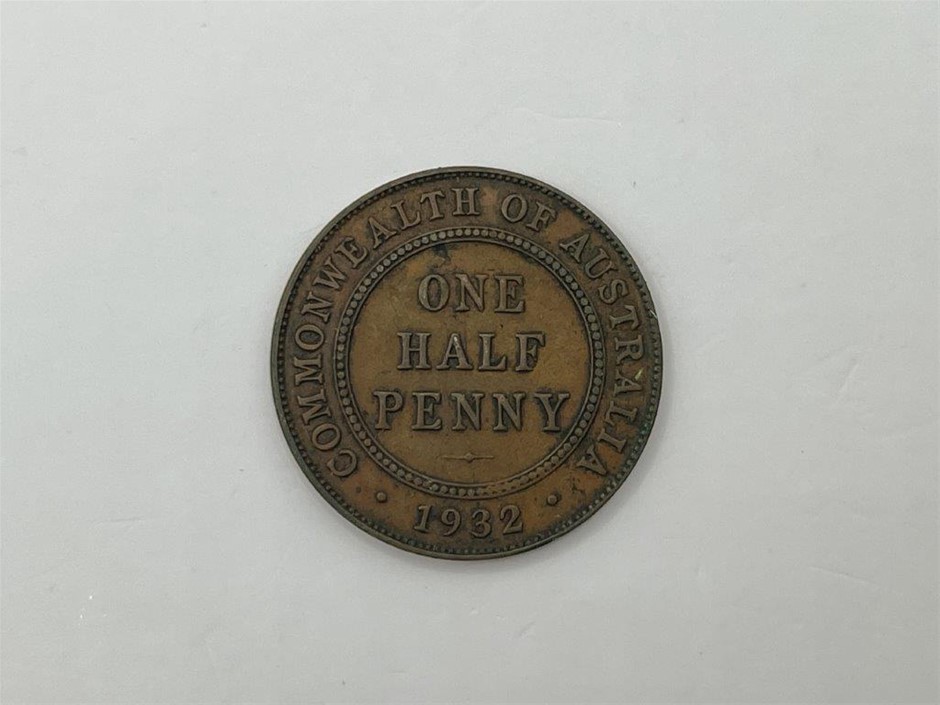 COMMONWEALTH OF AUSTRALIA
ONE
HALF
PENNY
1932